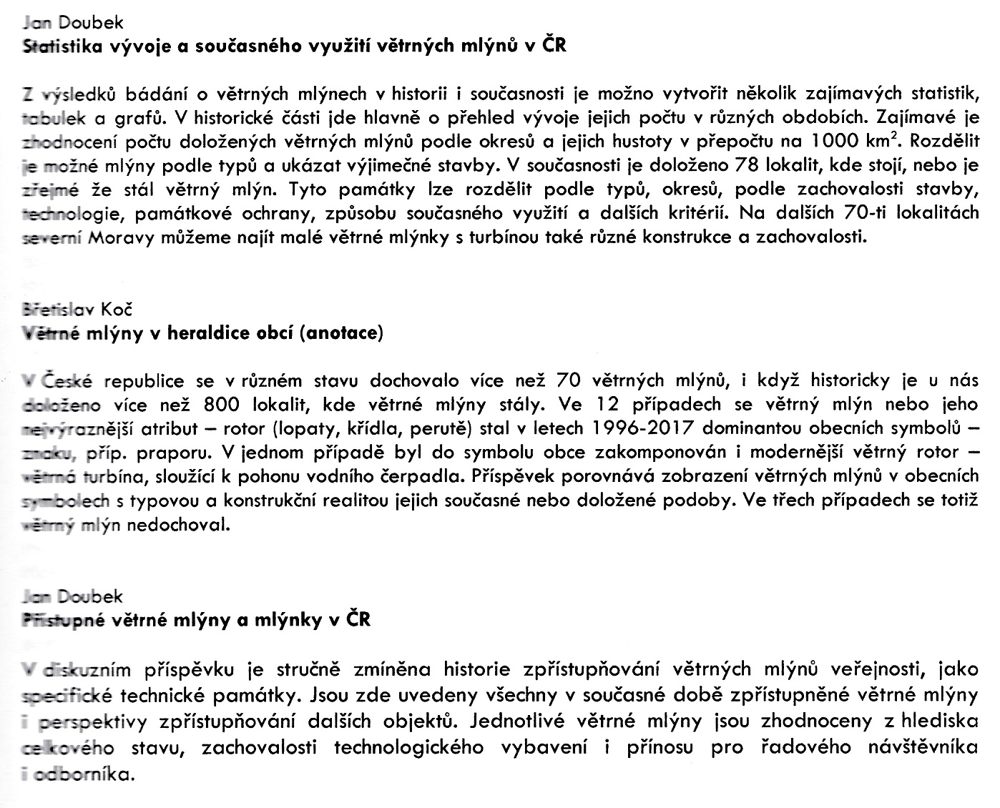 Jan Doubek
Statistika vývoje a současného využití větrných mlýnů v ČR
Z výsledků bádání o větrných mlýnech v historii i současnosti je možno vytvořit několik zajímavých statistik,
tabulek a grafů. V historické části jde hlavně o přehled vývoje jejich počtu v různých obdobích. Zajímavé je
zhodnocení počtu doložených větrných mlýnů podle okresů a jejich hustoty v přepočtu na 1000 km². Rozdělit
je možné mlýny podle typů a ukázat výjimečné stavby. V současnosti je doloženo 78 lokalit, kde stojí, nebo je
zřejmé že stál větrný mlýn. Tyto památky lze rozdělit podle typů, okresů, podle zachovalosti stavby,
technologie, památkové ochrany, způsobu současného využití a dalších kritérií. Na dalších 70-ti lokalitách
severní Moravy můžeme najít malé větrné mlýnky s turbínou také různé konstrukce a zachovalosti.
Břetislav Koč
Větrné mlýny v heraldice obcí (anotace)
V České republice se v různém stavu dochovalo více než 70 větrných mlýnů, i když historicky je u nás
doloženo více než 800 lokalit, kde větrné mlýny stály. Ve 12 případech se větrný mlýn nebo jeho
nejvýraznější atribut – rotor (lopaty, křídla, perutě) stal v letech 1996-2017 dominantou obecních symbolů –
znaku, příp. praporu. V jednom případě byl do symbolu obce zakomponován i modernější větrný rotor –
větrná turbína, sloužící k pohonu vodního čerpadla. Příspěvek porovnává zobrazení větrných mlýnů v obecních
symbolech s typovou a konstrukční realitou jejich současné nebo doložené podoby. Ve třech případech se totiž
větrný mlýn nedochoval.
Jan Doubek
Přístupné větrné mlýny a mlýnky v ČR
V diskuzním příspěvku je stručně zmíněna historie zpřístupňování větrných mlýnů veřejnosti, jako
specifické technické památky. Jsou zde uvedeny všechny v současné době zpřístupněné větrné mlýny
i perspektivy zpřístupňování dalších objektů. Jednotlivé větrné mlýny jsou zhodnoceny z hlediska
celkového stavu, zachovalosti technologického vybavení i přínosu pro řadového návštěvníka
i odborníka.